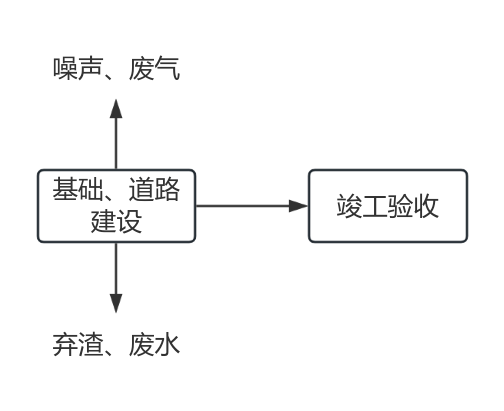 噪声、废气
基础、道路
建设
竣工验收
弃渣、废水